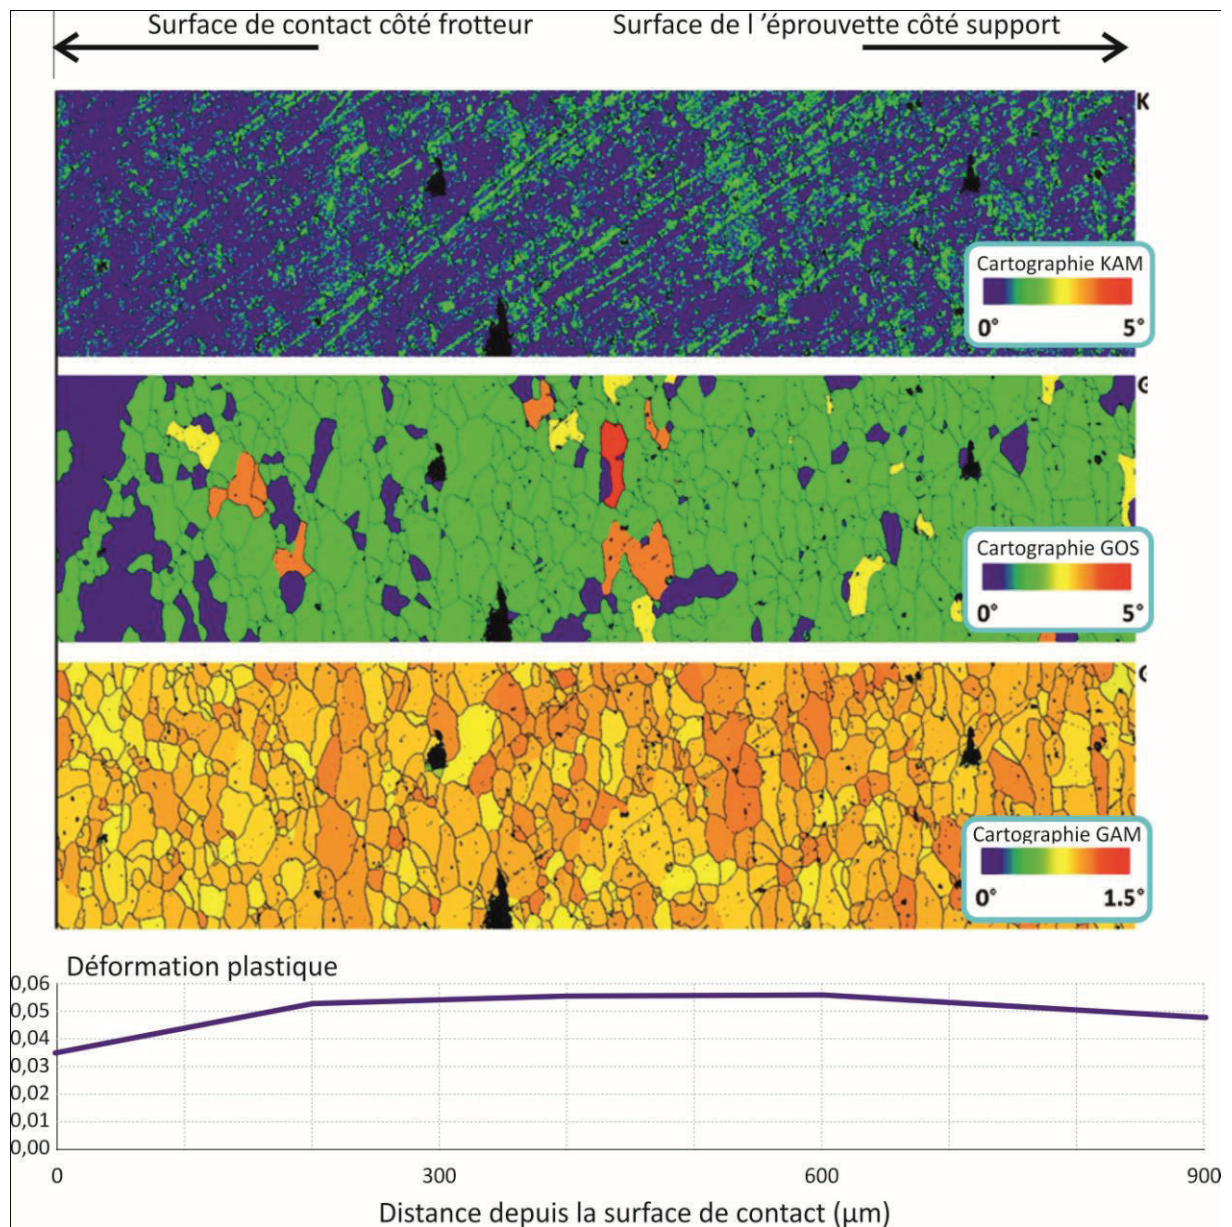 Surface de contact côté frotteur
Surface de l ’éprouvette côté support
K
Cartographie KAM
0° 5°
G
Cartographie GOS
0° 5°
Cartographie GAM
0° 1.5°
Déformation plastique
0,06
0,05
0,04
0,03
0,02
0,01
0,00
0 300 600 900
Distance depuis la surface de contact (µm)